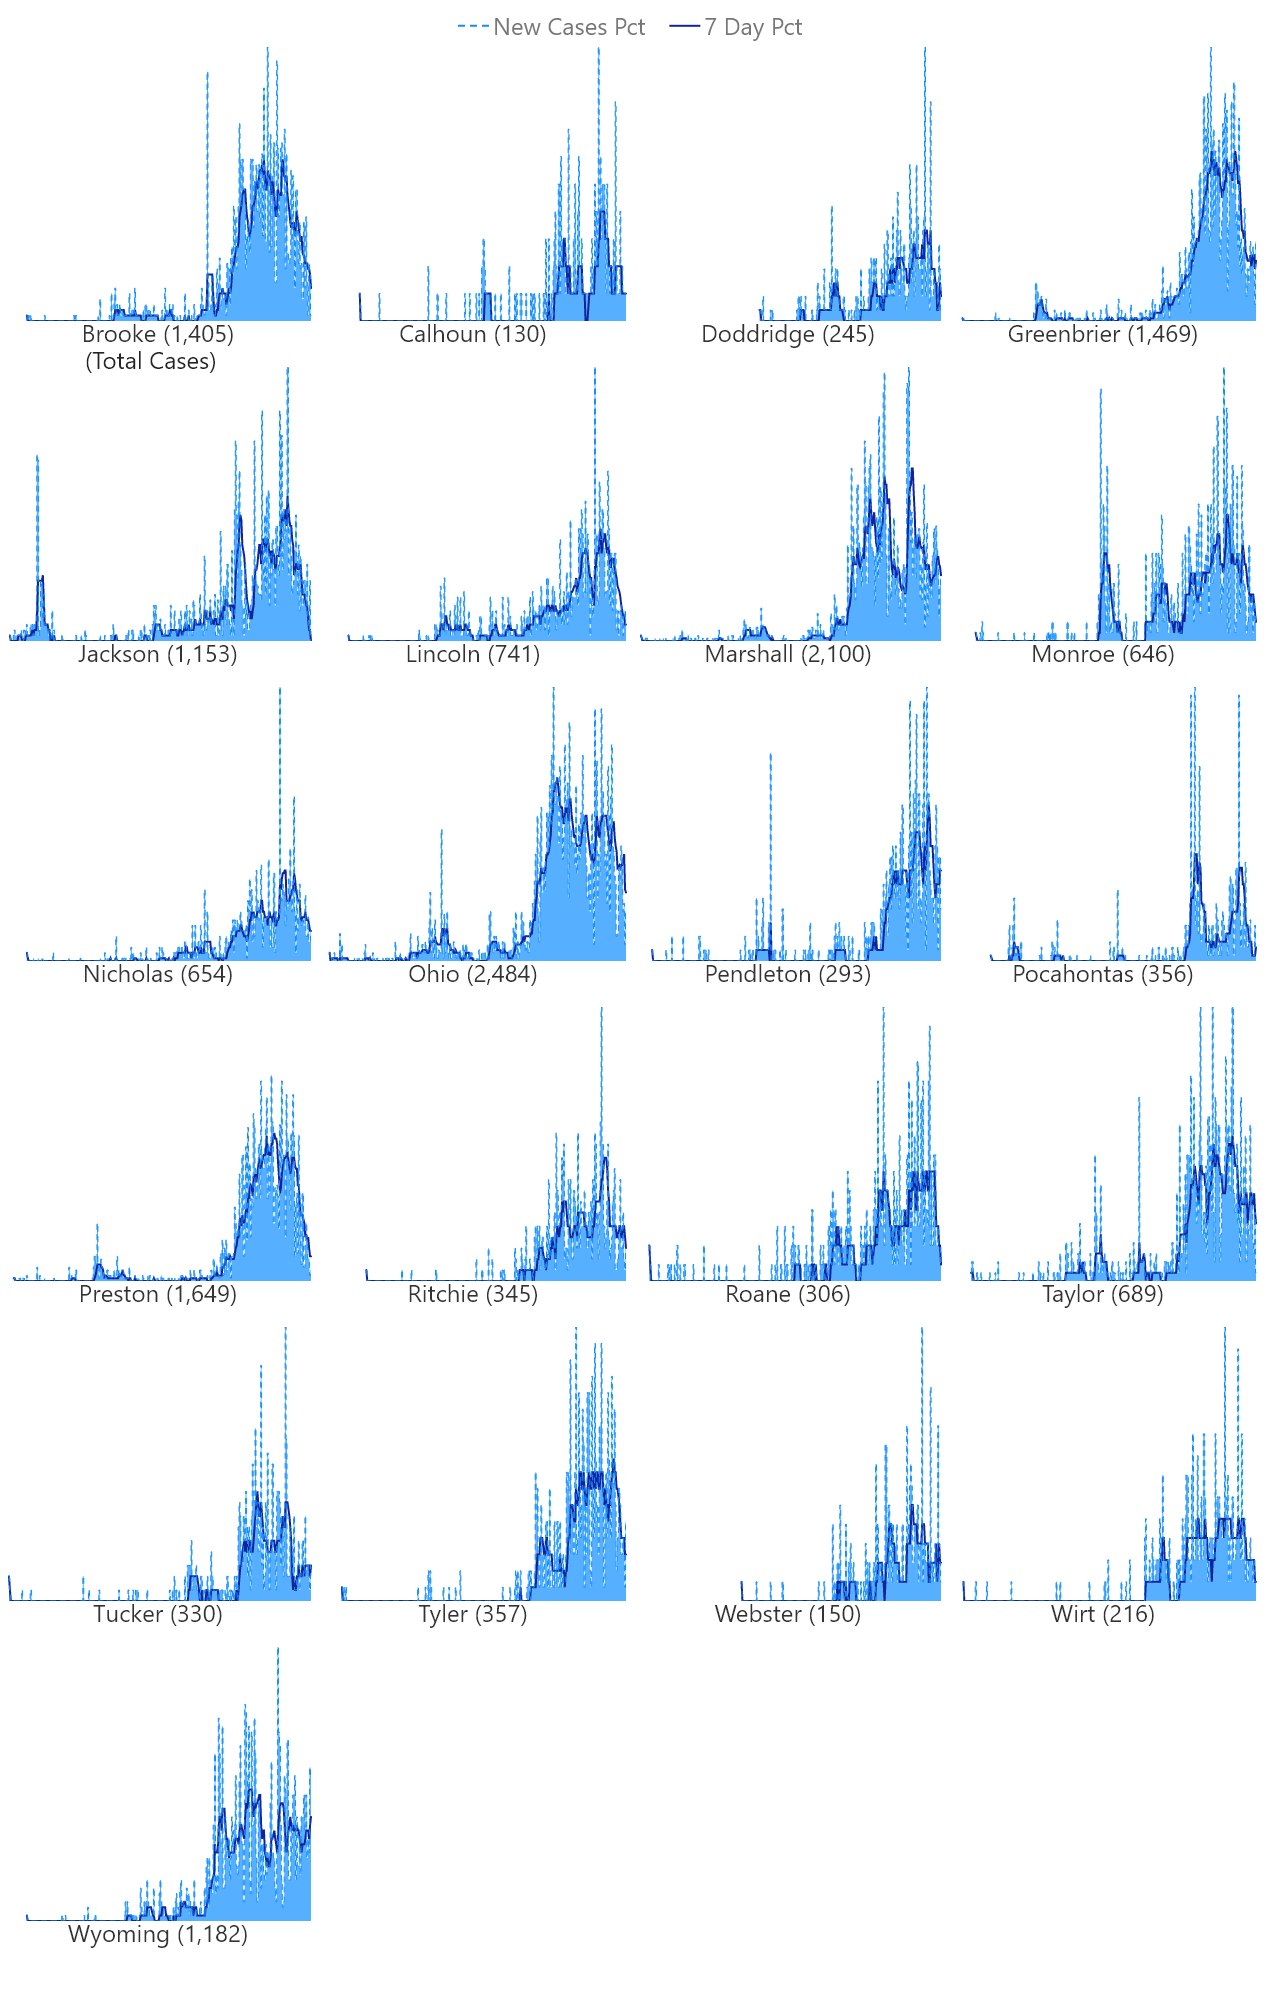 New Cases Pct 7 Day Pct
Brooke (1,405) Calhoun (130) Doddridge (245) Greenbrier (1,469)
(Total Cases)
Jackson (1,153) Lincoln (741) Marshall (2,100) Monroe (646)
Nicholas (654) Ohio (2,484) Pendleton (293) Pocahontas (356)
Preston (1,649) Ritchie (345) Roane (306) Taylor (689)
Tucker (330) Tyler (357) Webster (150) Wirt (216)
Wyoming (1,182)